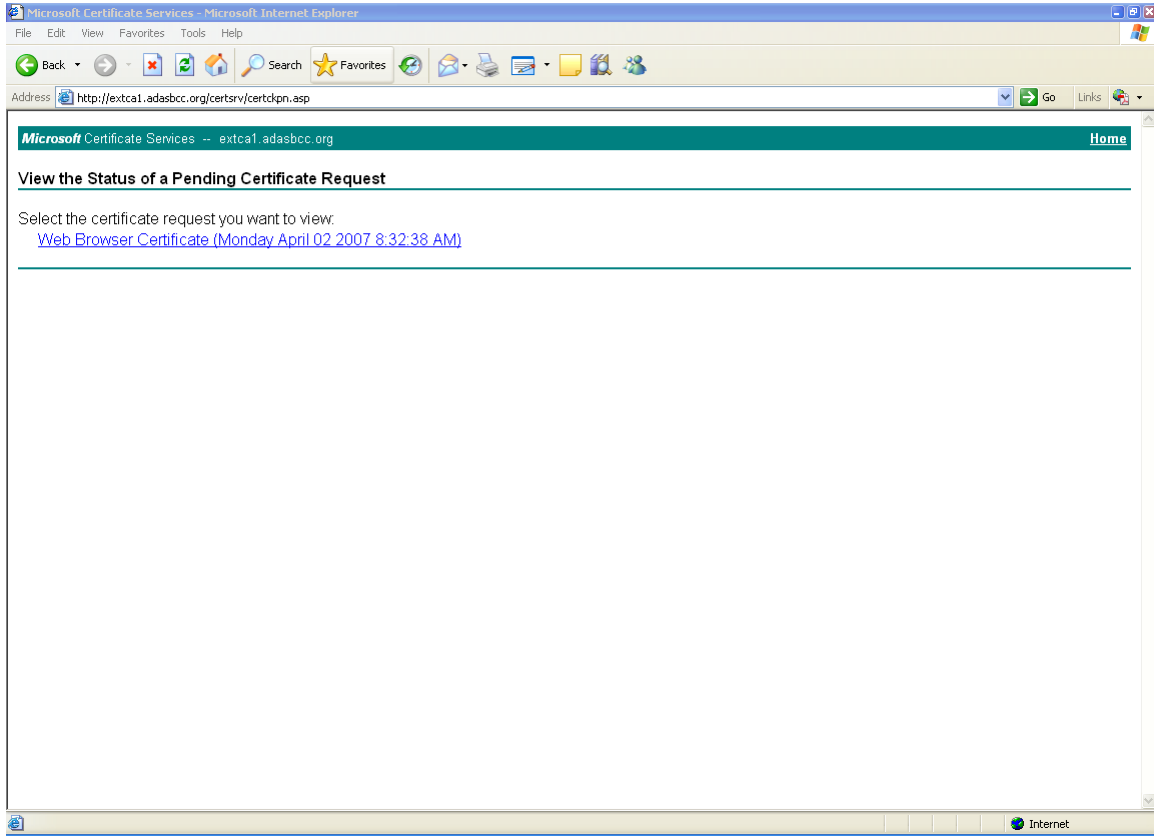 Microsoft Certificate Services - Microsoft Internet Explorer
File Edit View Favorites Tools Help
Back Search Favorites
Address http://extca1.adasbcc.org/certsrv/certckpn.asp Go Links
Microsoft Certificate Services -- extca1.adasbcc.org Home
View the Status of a Pending Certificate Request
Select the certificate request you want to view:
Web Browser Certificate (Monday April 02 2007 8:32:38 AM)
Internet